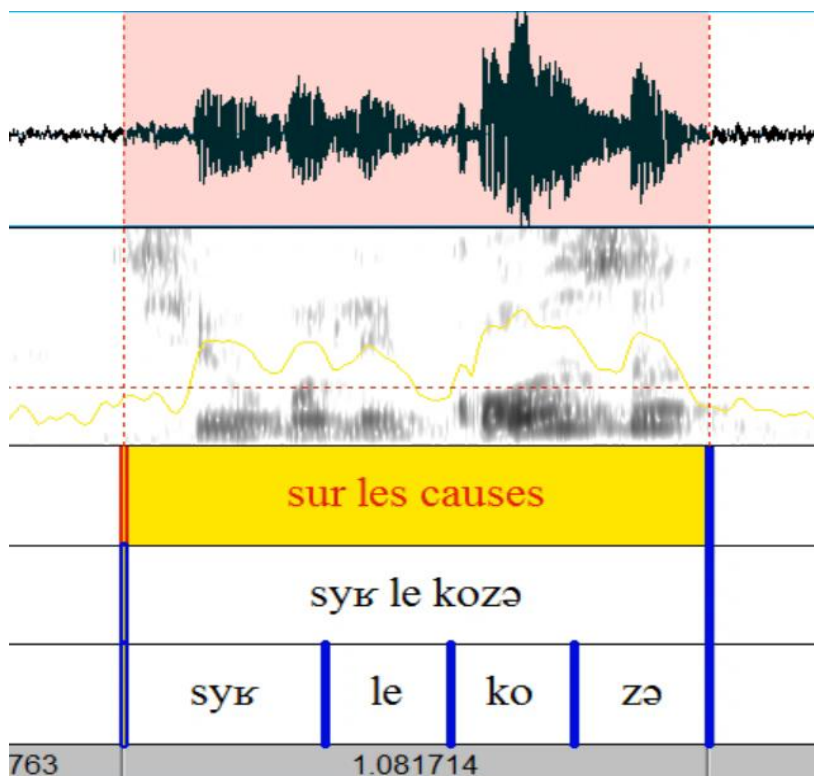 sur les causes
syʁ le kozə
syʁ le ko zə
763 1.081714